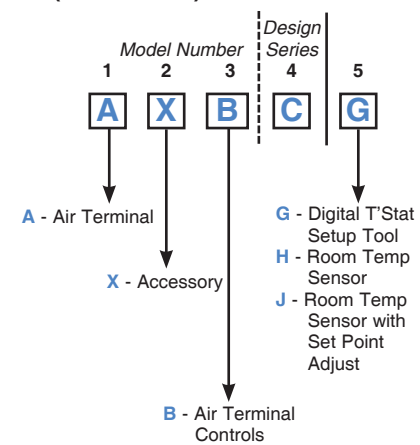 Design
Model Number Series
1 2 3 4 5
A X B C G
A - Air Terminal
G - Digital T'Stat
Setup Tool
H - Room Temp
Sensor
J - Room Temp
Sensor with
Set Point
Adjust
X - Accessory
B - Air Terminal
Controls